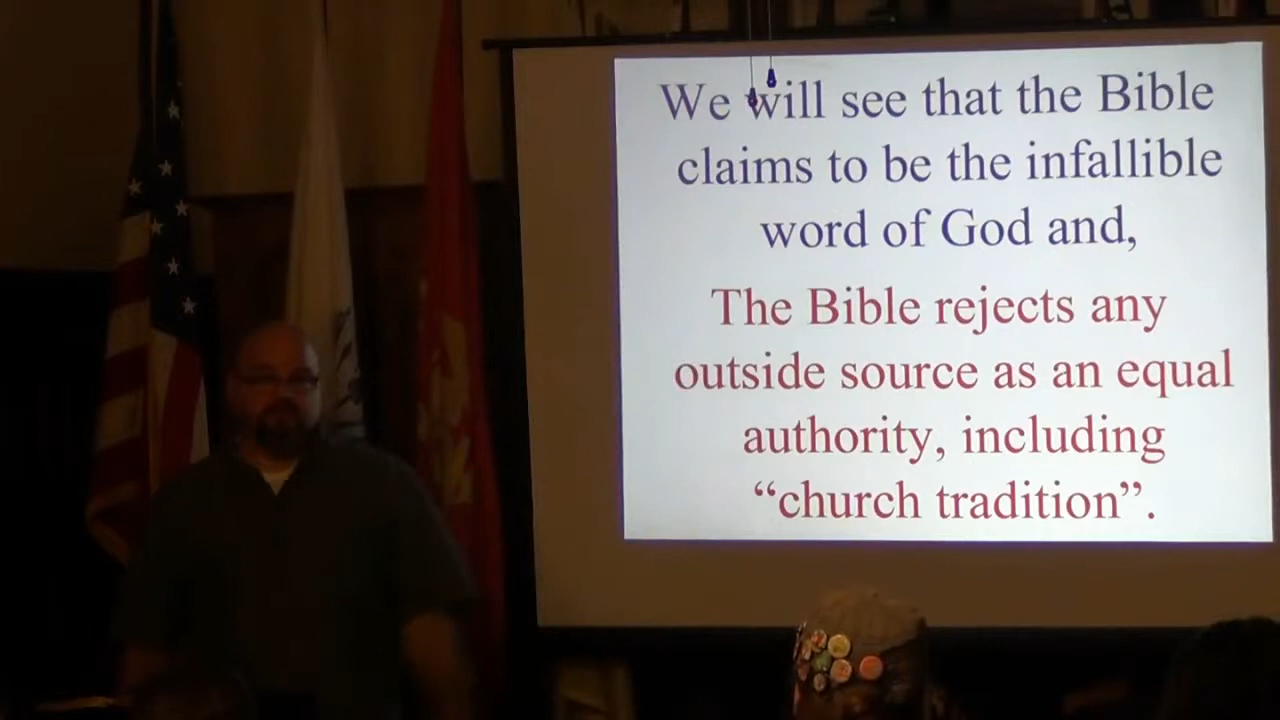 We will see that the Bible
claims to be the infallible
word of God and,
The Bible rejects any
outside source as an equal
authority, including
“church tradition”.